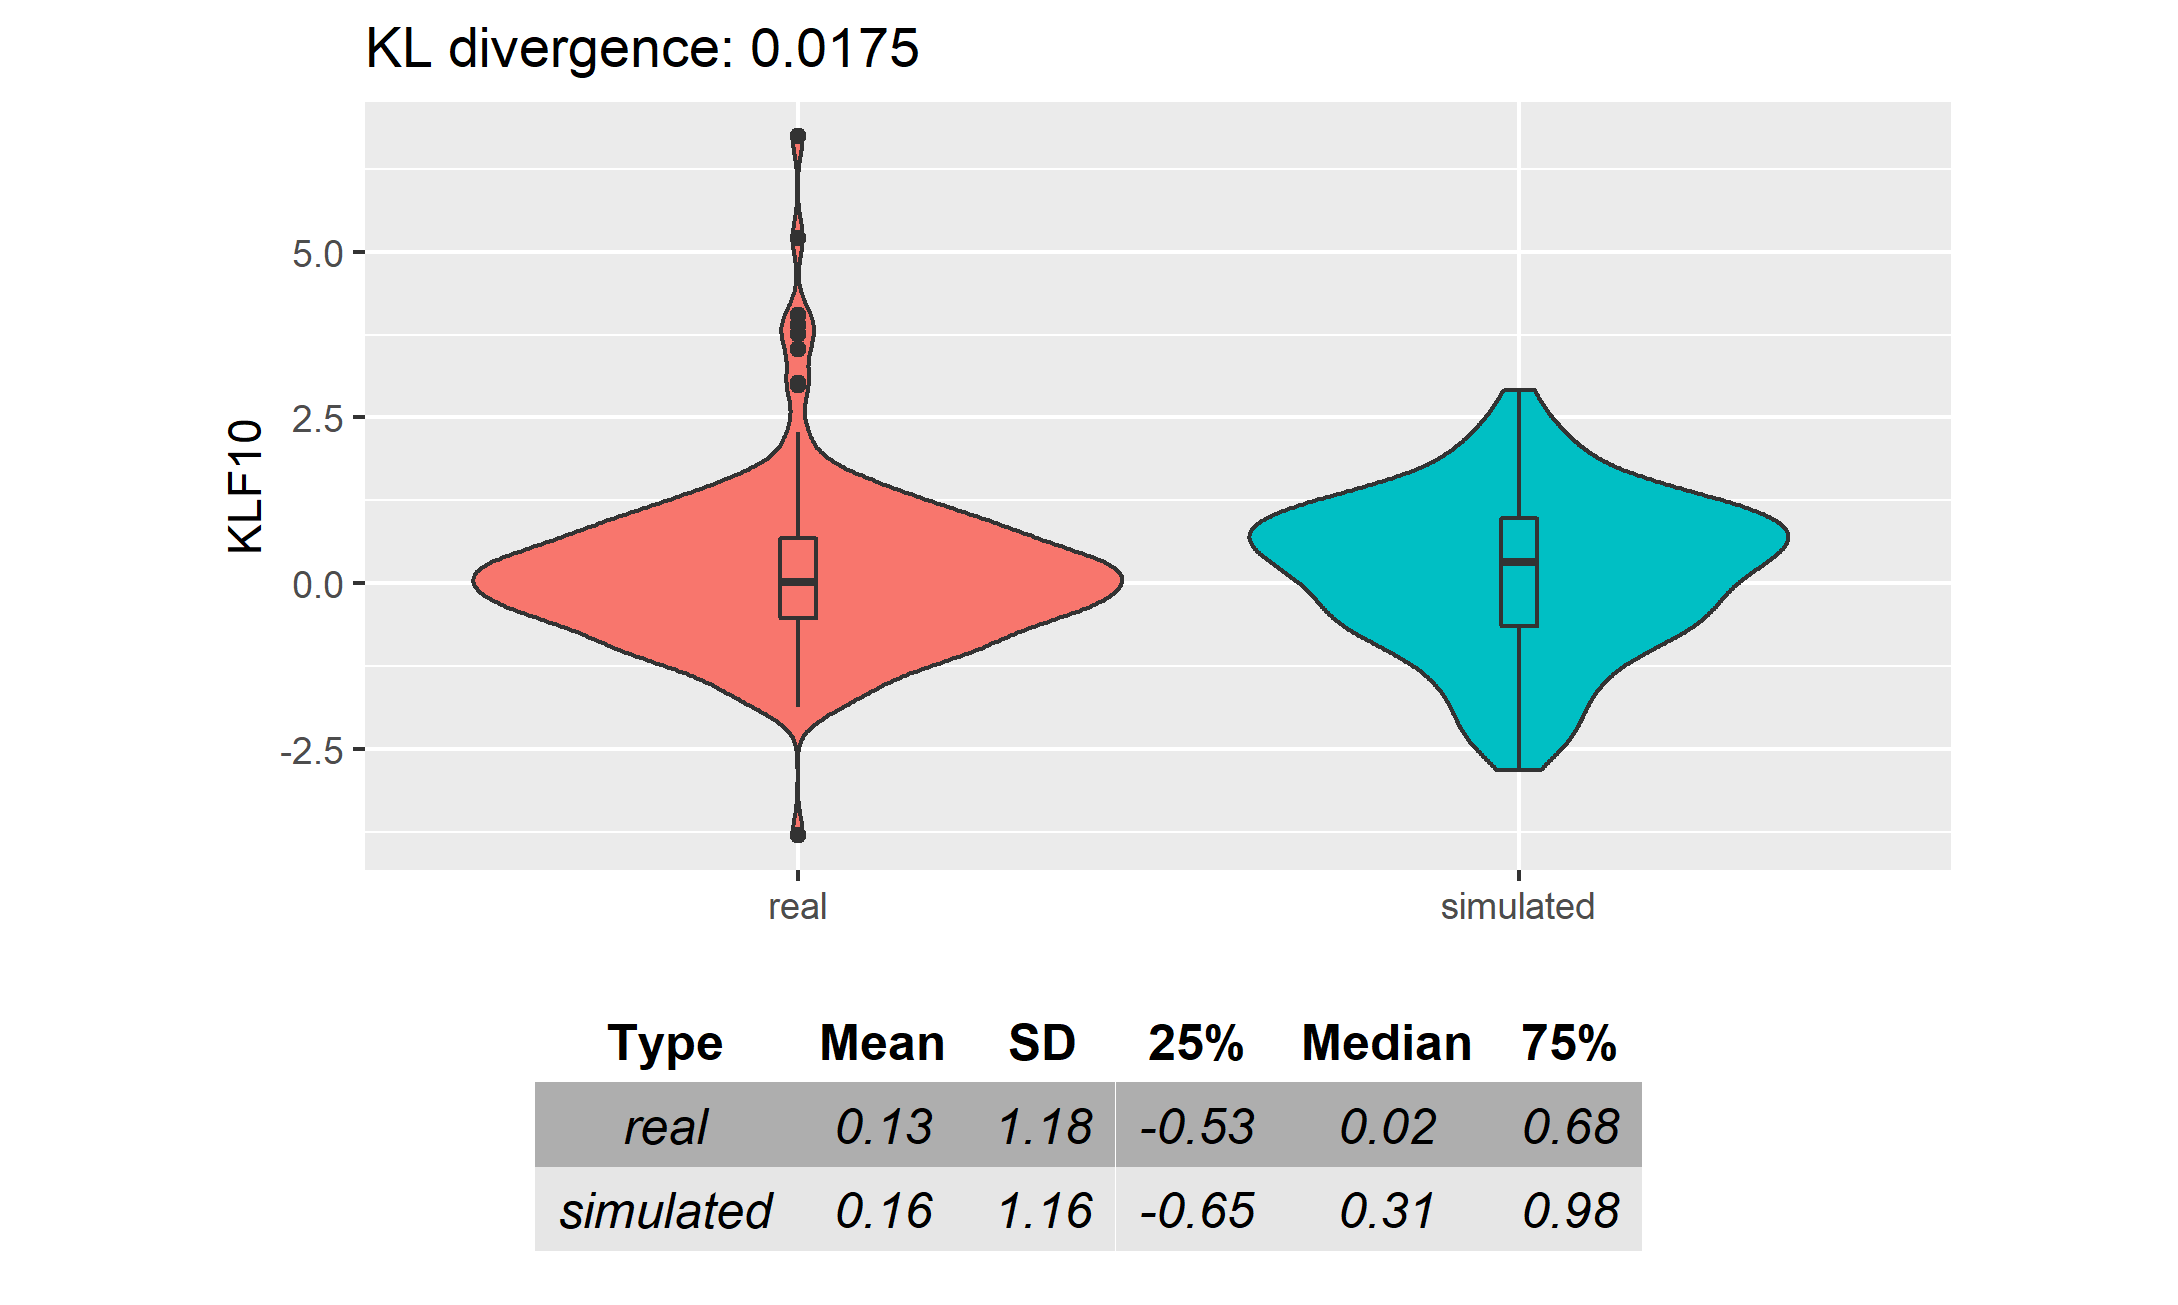 KL divergence: 0.0175
KLF10
5.0
2.5
0.0
-2.5
real simulated
Type Mean SD 25% Median 75%
real 0.13 1.18 -0.53 0.02 0.68
simulated 0.16 1.16 -0.65 0.31 0.98